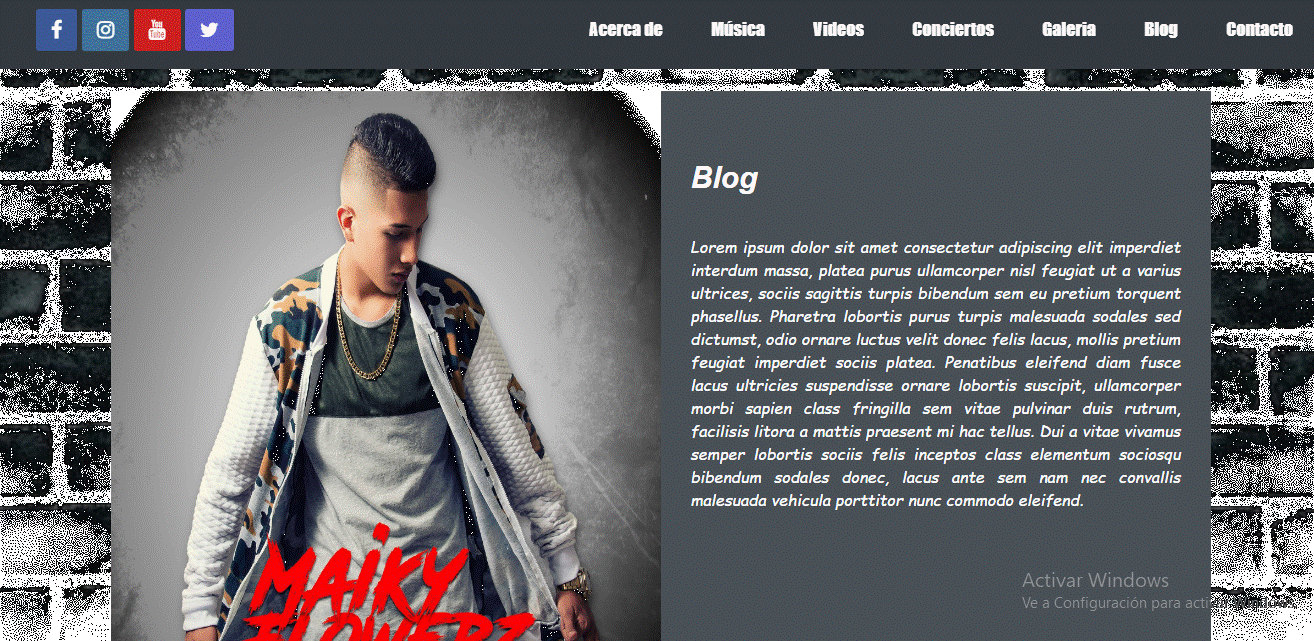 You
Tube
Acerca de
Música
Videos
Conciertos
Galeria
Blog
Contacto
Blog
Lorem ipsum dolor sit amet consectetur adipiscing elit imperdiet
interdum massa, platea purus ullamcorper nisl feugiat ut a varius
ultrices, sociis sagittis turpis bibendum sem eu pretium torquent
phasellus. Pharetra lobortis purus turpis malesuada sodales sed
dictumst, odio ornare luctus velit donec felis lacus, mollis pretium
feugiat imperdiet sociis platea. Penatibus eleifend diam fusce
lacus ultricies suspendisse ornare lobortis suscipit, ullamcorper
morbi sapien class fringilla sem vitae pulvinar duis rutrum,
facilisis litora a mattis praesent mi hac tellus. Dui a vitae vivamus
semper lobortis sociis felis inceptos class elementum sociosqu
bibendum sodales donec, lacus ante sem nam nec convallis
malesuada vehicula porttitor nunc commodo eleifend.
MAiKY
FLOWERZ
Activar Windows
Ve a Configuración para activar Windows.